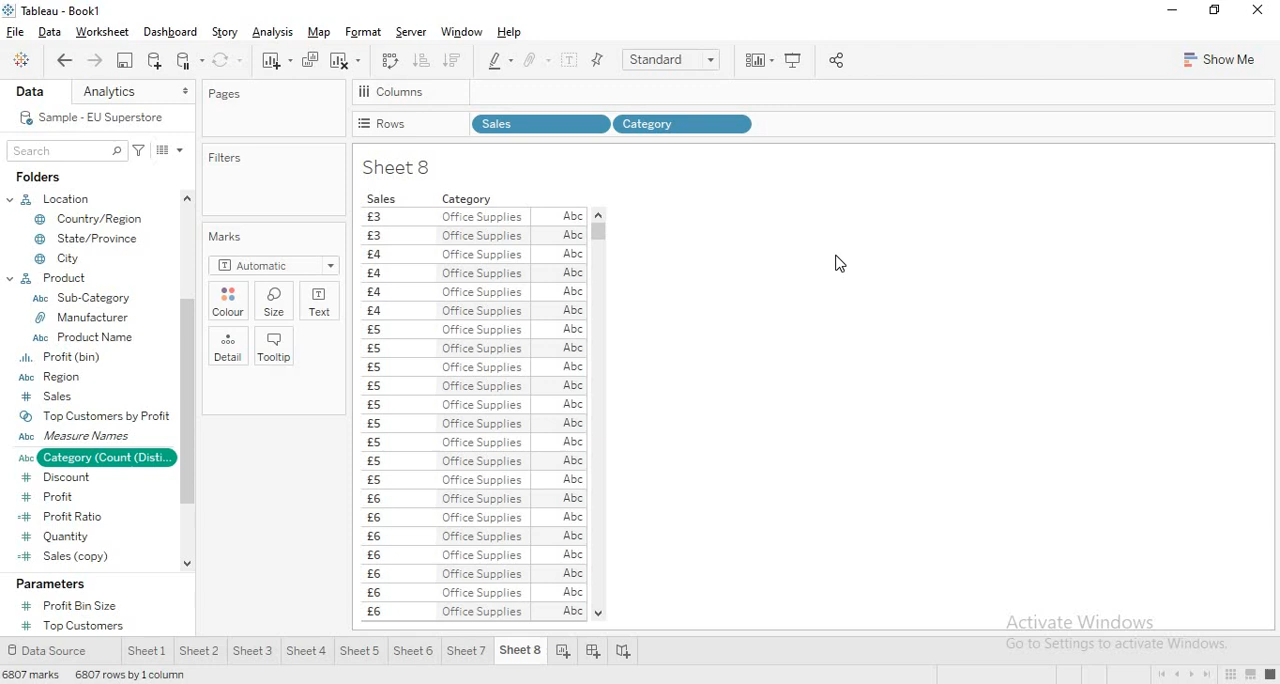 Tableau - Book1
File Data Worksheet Dashboard Story Analysis Map Format Server Window Help
Standard
Show Me
Data Analytics
Sample - EU Superstore
Search
Folders
Location
Country/Region
State/Province
City
Product
Abc Sub-Category
Manufacturer
Abc Product Name
Profit (bin)
Abc Region
# Sales
Top Customers by Profit
Abc Measure Names
Abc Category (Count (Disti...
# Discount
# Profit
=# Profit Ratio
# Quantity
=# Sales (copy)
Parameters
# Profit Bin Size
# Top Customers
Pages
Filters
Marks
Automatic
Colour Size Text
Detail Tooltip
Columns
Rows Sales Category
Sheet 8
Sales Category
£3 Office Supplies Abc
£3 Office Supplies Abc
£4 Office Supplies Abc
£4 Office Supplies Abc
£4 Office Supplies Abc
£4 Office Supplies Abc
£5 Office Supplies Abc
£5 Office Supplies Abc
£5 Office Supplies Abc
£5 Office Supplies Abc
£5 Office Supplies Abc
£5 Office Supplies Abc
£5 Office Supplies Abc
£5 Office Supplies Abc
£5 Office Supplies Abc
£6 Office Supplies Abc
£6 Office Supplies Abc
£6 Office Supplies Abc
£6 Office Supplies Abc
£6 Office Supplies Abc
£6 Office Supplies Abc
£6 Office Supplies Abc
Activate Windows
Go to Settings to activate Windows.
Data Source Sheet 1 Sheet 2 Sheet 3 Sheet 4 Sheet 5 Sheet 6 Sheet 7 Sheet 8
6807 marks 6807 rows by 1 column